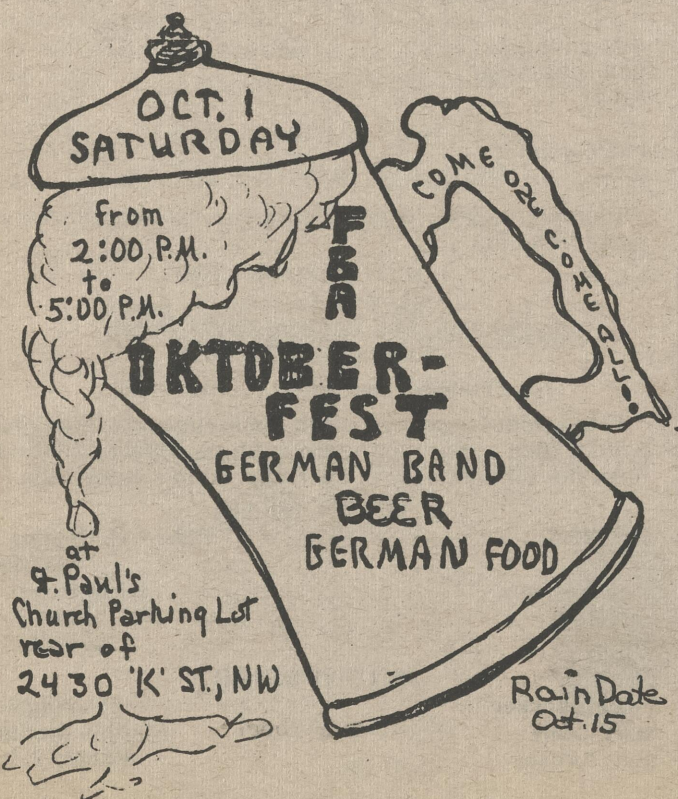 OCT. 1
SATURDAY
from
2:00 P.M.
to
5:00 P.M.
COME ONE COME ALL!
FBA
OKTOBER-
FEST
GERMAN BAND
BEER
GERMAN FOOD
at
St. Paul's
Church Parking Lot
rear of
2430 'K' ST., NW
Rain Date
Oct. 15